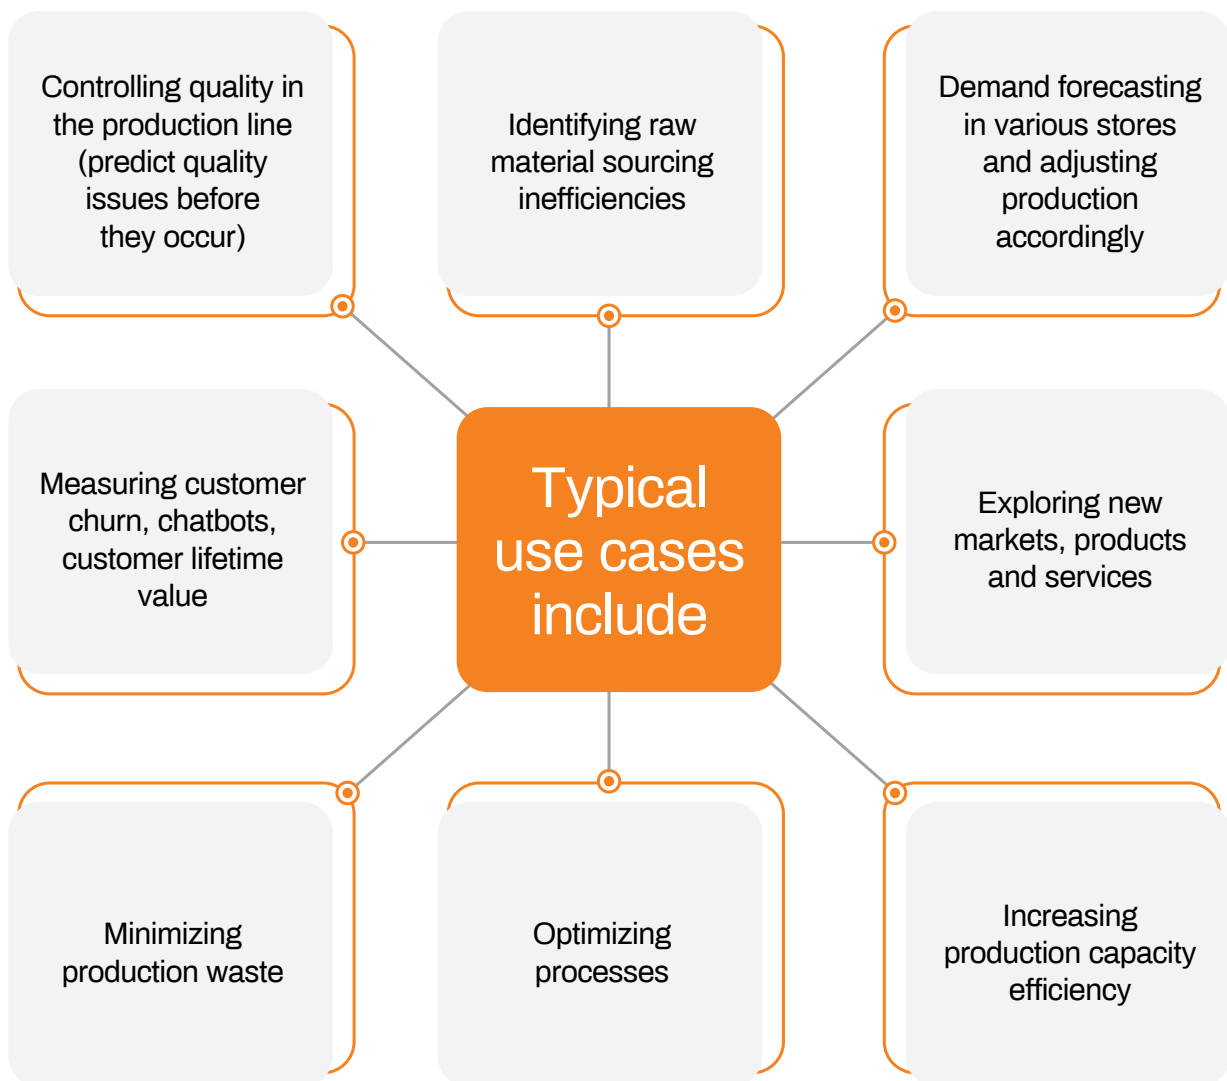 Controlling quality in
the production line
(predict quality
issues before
they occur)
Identifying raw
material sourcing
inefficiencies
Demand forecasting
in various stores
and adjusting
production
accordingly
Measuring customer
churn, chatbots,
customer lifetime
value
Typical
use cases
include
Exploring new
markets, products
and services
Minimizing
production waste
Optimizing
processes
Increasing
production capacity
efficiency